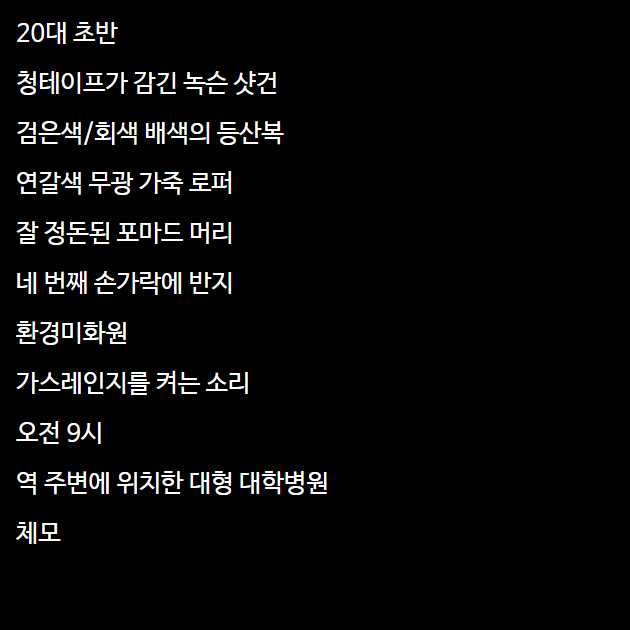 20대 초반
청테이프가 감긴 녹슨 샷건
검은색/회색 배색의 등산복
연갈색 무광 가죽 로퍼
잘 정돈된 포마드 머리
네 번째 손가락에 반지
환경미화원
가스레인지를 켜는 소리
오전 9시
역 주변에 위치한 대형 대학병원
체모